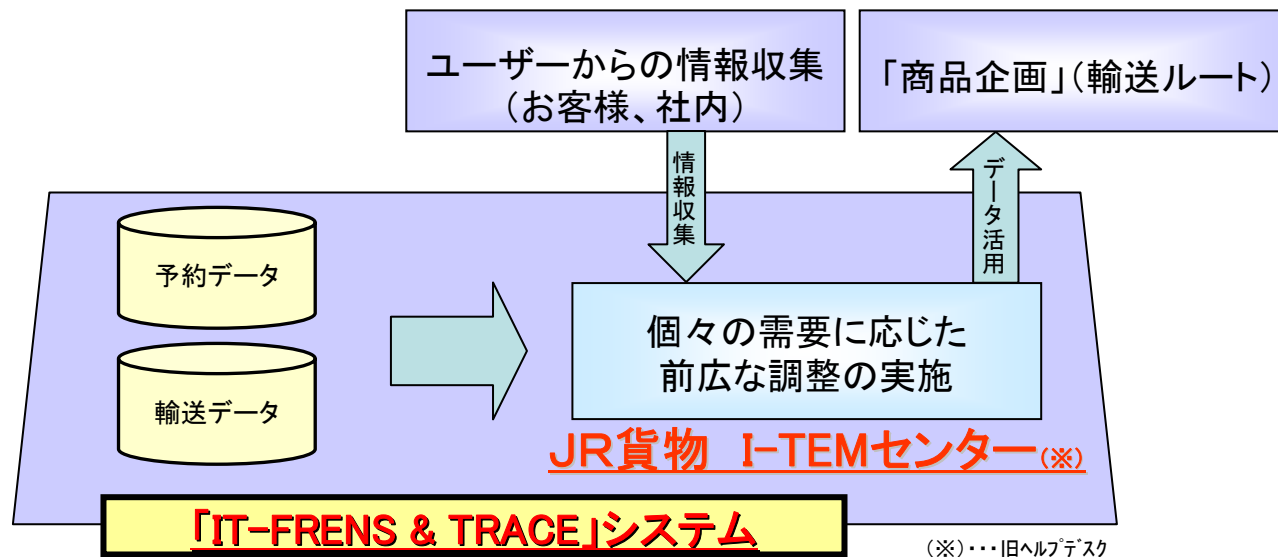 ユーザーからの情報収集
(お客様、社内)
「商品企画」(輸送ルート)
情報収集
データ活用
予約データ
輸送データ
個々の需要に応じた
前広な調整の実施
JR貨物 I-TEMセンター(※)
「IT-FRENS & TRACE」システム
(※)・・・旧ヘルプデスク